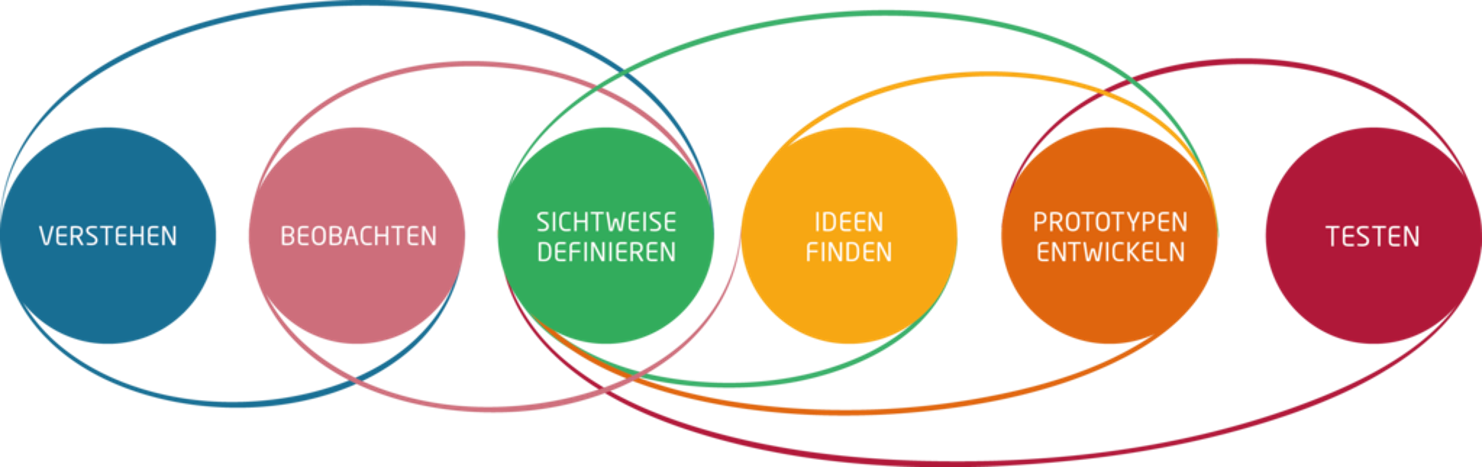 VERSTEHEN
BEOBACHTEN
SICHTWEISE
DEFINIEREN
IDEEN
FINDEN
PROTOTYPEN
ENTWICKELN
TESTEN